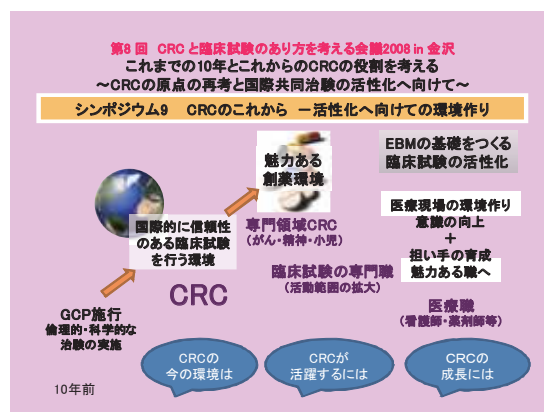 第8回 CRCと臨床試験のあり方を考える会議2008 in 金沢
これまでの10年とこれからのCRCの役割を考える
～CRCの原点の再考と国際共同治験の活性化へ向けて～
シンポジウム9 CRCのこれから －活性化へ向けての環境作り
魅力ある
創薬環境
EBMの基礎をつくる
臨床試験の活性化
国際的に信頼性
のある臨床試験
を行う環境
専門領域CRC
(がん・精神・小児)
医療現場の環境作り
意識の向上
＋
担い手の育成
魅力ある職へ
CRC
臨床試験の専門職
(活動範囲の拡大)
GCP施行
倫理的・科学的な
治験の実施
医療職
(看護師・薬剤師等)
CRCの
今の環境は
CRCが
活躍するには
CRCの
成長には
10年前